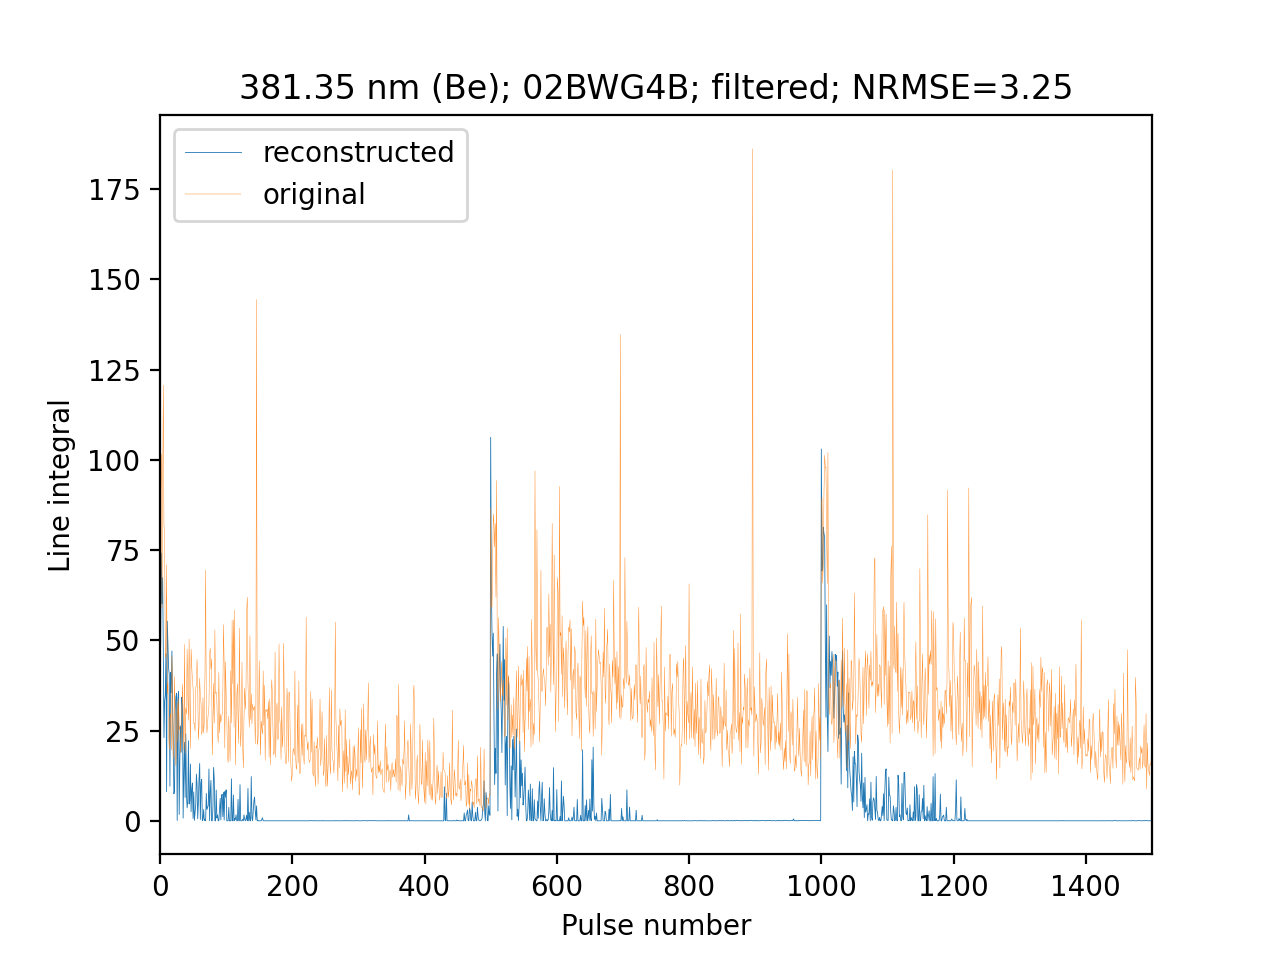 381.35 nm (Be); 02BWG4B; filtered; NRMSE=3.25
reconstructed
original
Line integral
175
150
125
100
75
50
25
0
0 200 400 600 800 1000 1200 1400
Pulse number